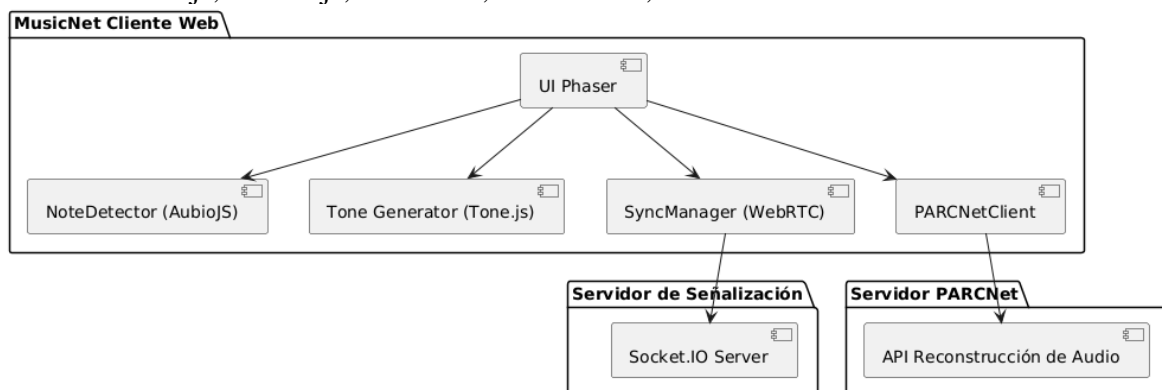 MusicNet Cliente Web
UI Phaser
NoteDetector (AubioJS)
Tone Generator (Tone.js)
SyncManager (WebRTC)
PARCNetClient
Servidor de Señalización
Servidor PARCNet
Socket.IO Server
API Reconstrucción de Audio